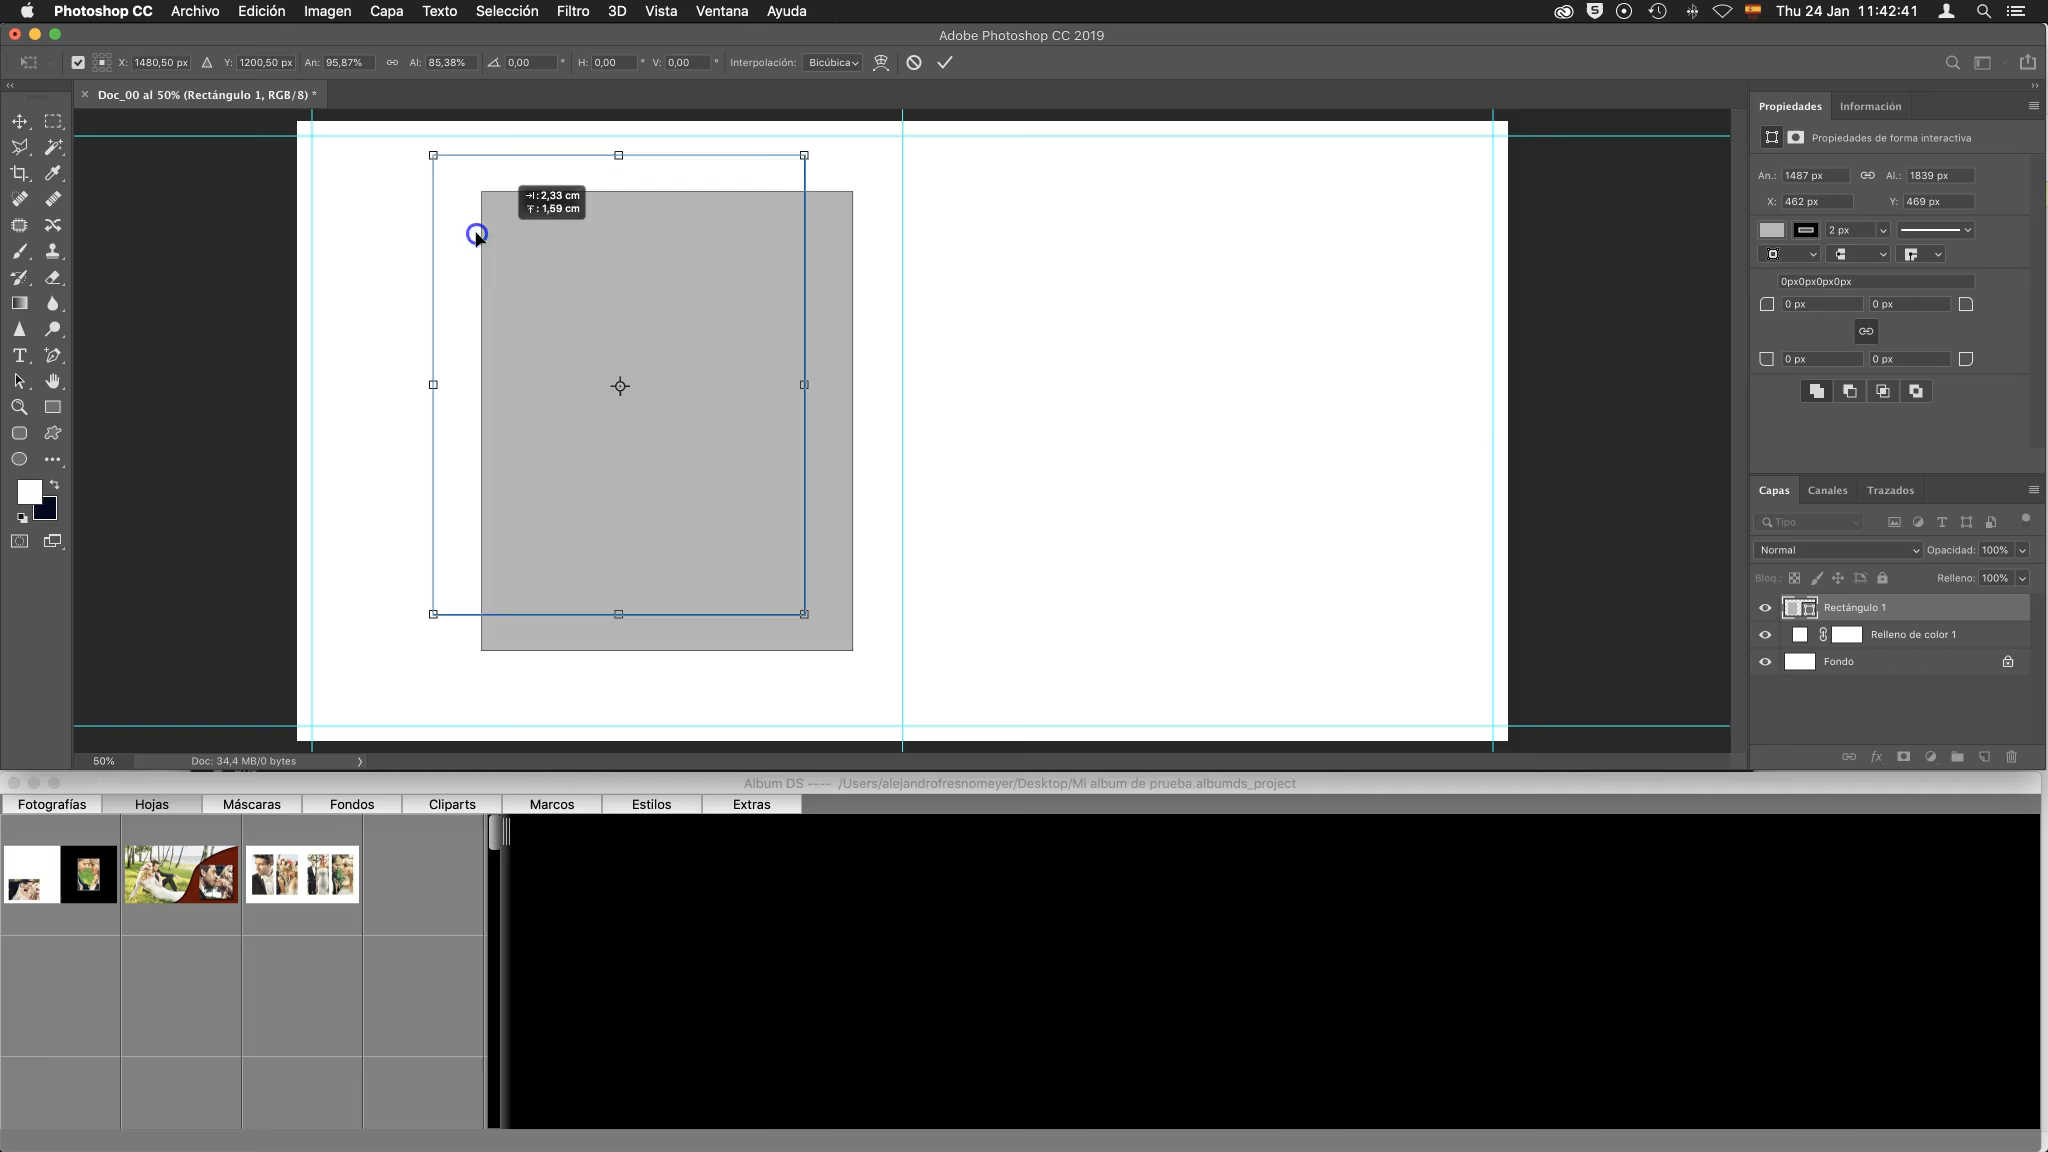 Photoshop CC Archivo Edición Imagen Capa Texto Selección Filtro 3D Vista Ventana Ayuda Thu 24 Jan 11:42:41
Adobe Photoshop CC 2019
X: 1480,50 px Y: 1200,50 px An: 95,87% Al: 85,38% 0,00 ° H: 0,00 ° V: 0,00 ° Interpolación: Bicúbica
Doc_00 al 50% (Rectángulo 1, RGB/8) *
: 2,33 cm
: 1,59 cm
T
50% Doc: 34,4 MB/0 bytes
Propiedades Información
Propiedades de forma interactiva
An.: 1487 px Al.: 1839 px
X: 462 px Y: 469 px
2 px
0px0px0px0px
0 px 0 px
0 px 0 px
Capas Canales Trazados
Tipo T
Normal Opacidad: 100%
Bloq.: Relleno: 100%
Rectángulo 1
Relleno de color 1
Fondo
fx
Album DS ---- /Users/alejandrofresnomeyer/Desktop/Mi album de prueba.albumds_project
Fotografías Hojas Máscaras Fondos Cliparts Marcos Estilos Extras